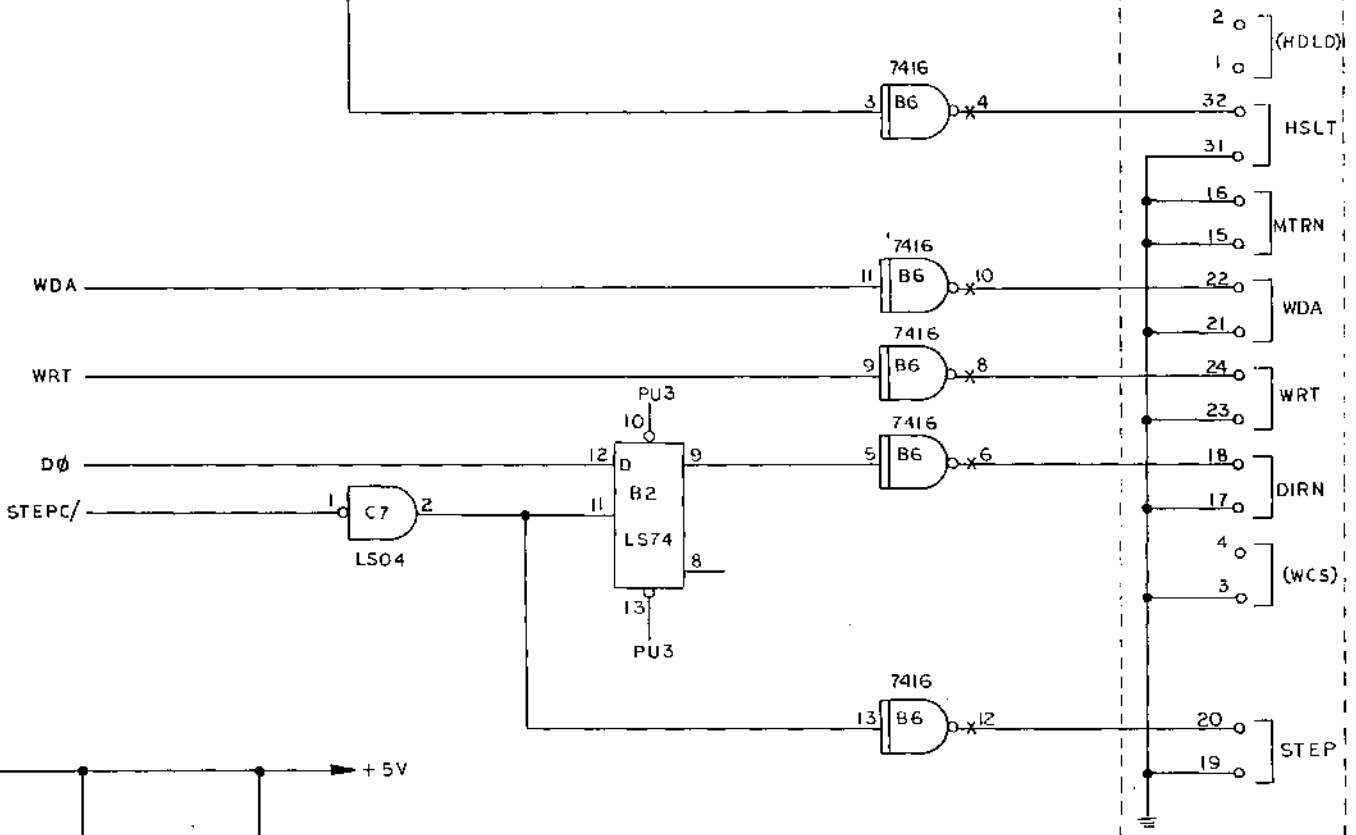 2
(HDLD)
1
7416
3 B6 4
32
HSLT
31
16
MTRN
15
7416
WDA
11 B6 10
22
WDA
21
7416
WRT
9 B6 8
24
WRT
23
PU3
10
7416
DØ
12 D 9
5 B6 6
18
DIRN
17
STEPC/
1 C7 2
11 B2
LS04
LS74
8
4
(WCS)
3
13
PU3
7416
13 B6 12
20
STEP
19
+5V